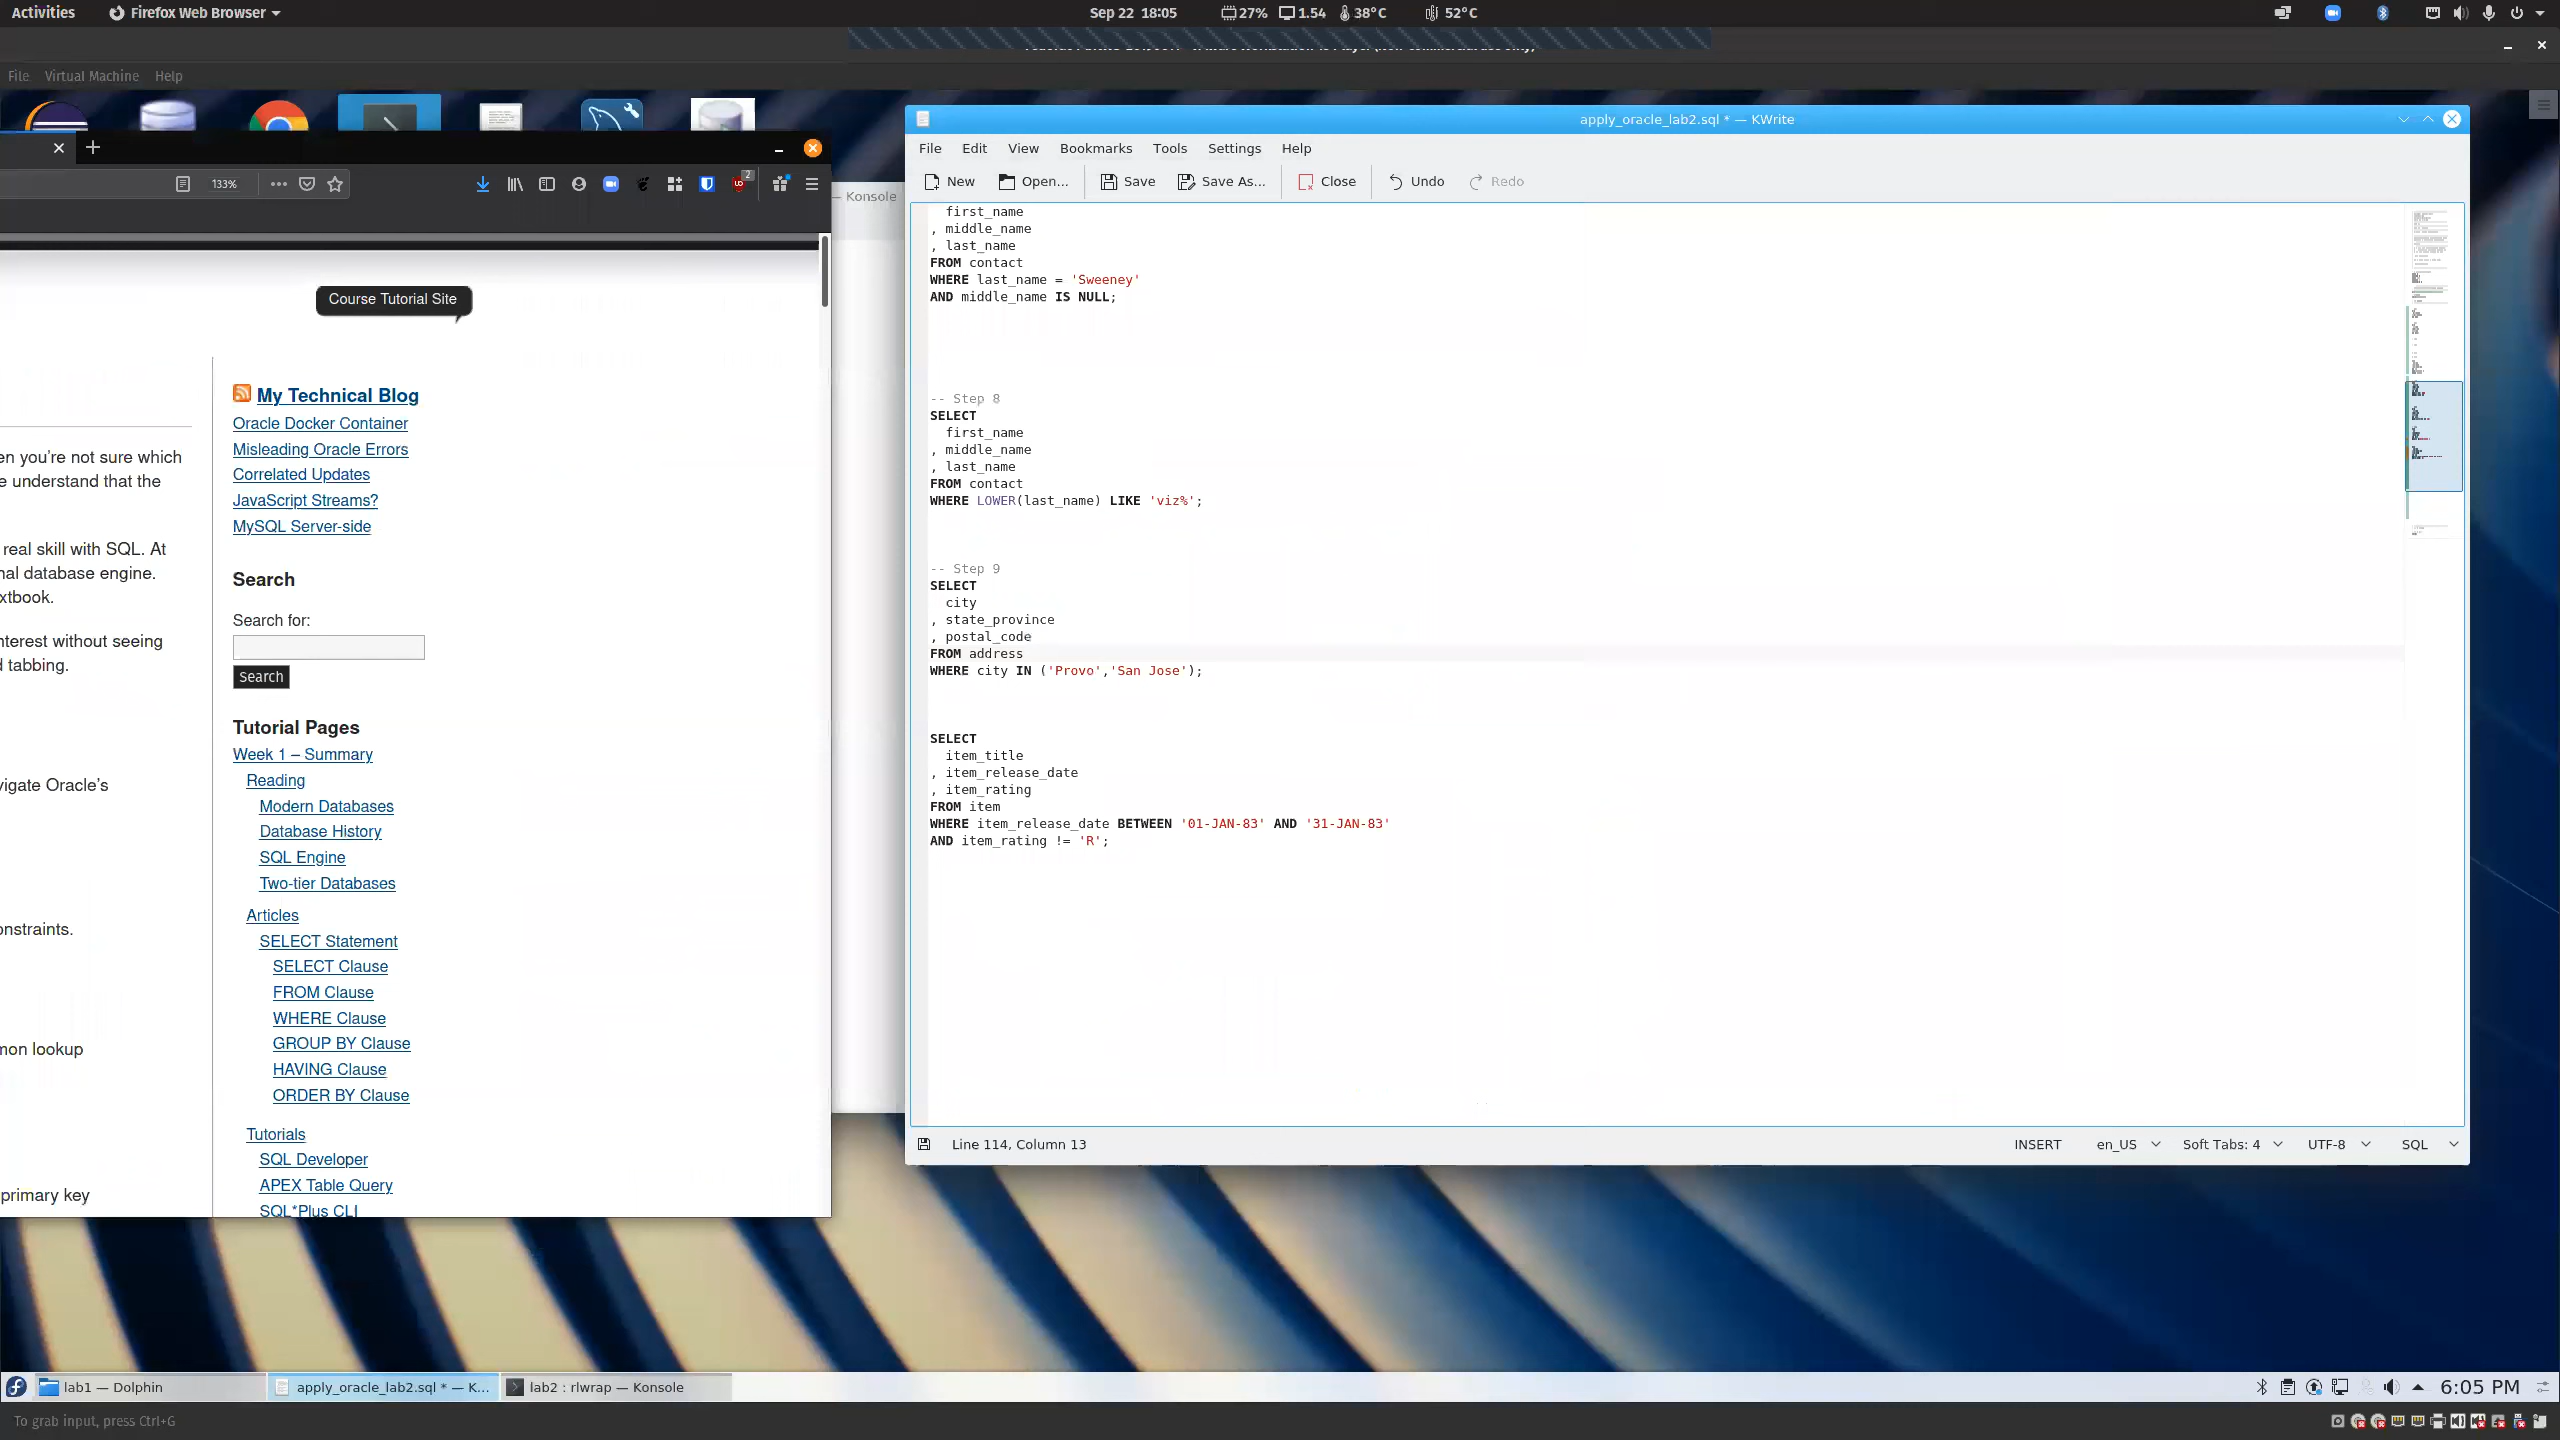 Activities
Firefox Web Browser
Sep 22 18:05
27%
1.54
38°C
52°C
File
Virtual Machine
Help
133%
2
— Konsole
Course Tutorial Site
en you're not sure which
e understand that the
real skill with SQL. At
nal database engine.
xtbook.
nterest without seeing
d tabbing.
vigate Oracle's
onstraints.
mon lookup
primary key
My Technical Blog
Oracle Docker Container
Misleading Oracle Errors
Correlated Updates
JavaScript Streams?
MySQL Server-side
Search
Search for:
Search
Tutorial Pages
Week 1 – Summary
Reading
Modern Databases
Database History
SQL Engine
Two-tier Databases
Articles
SELECT Statement
SELECT Clause
FROM Clause
WHERE Clause
GROUP BY Clause
HAVING Clause
ORDER BY Clause
Tutorials
SQL Developer
APEX Table Query
SQL*Plus CLI
apply_oracle_lab2.sql * — KWrite
File Edit View Bookmarks Tools Settings Help
New Open... Save Save As... Close Undo Redo
first_name
, middle_name
, last_name
FROM contact
WHERE last_name = 'Sweeney'
AND middle_name IS NULL;
-- Step 8
SELECT
first_name
, middle_name
, last_name
FROM contact
WHERE LOWER(last_name) LIKE 'viz%';
-- Step 9
SELECT
city
, state_province
, postal_code
FROM address
WHERE city IN ('Provo','San Jose');
SELECT
item_title
, item_release_date
, item_rating
FROM item
WHERE item_release_date BETWEEN '01-JAN-83' AND '31-JAN-83'
AND item_rating != 'R';
Line 114, Column 13
INSERT
en_US
Soft Tabs: 4
UTF-8
SQL
lab1 — Dolphin
apply_oracle_lab2.sql * — K...
lab2 : rlwrap — Konsole
6:05 PM
To grab input, press Ctrl+G